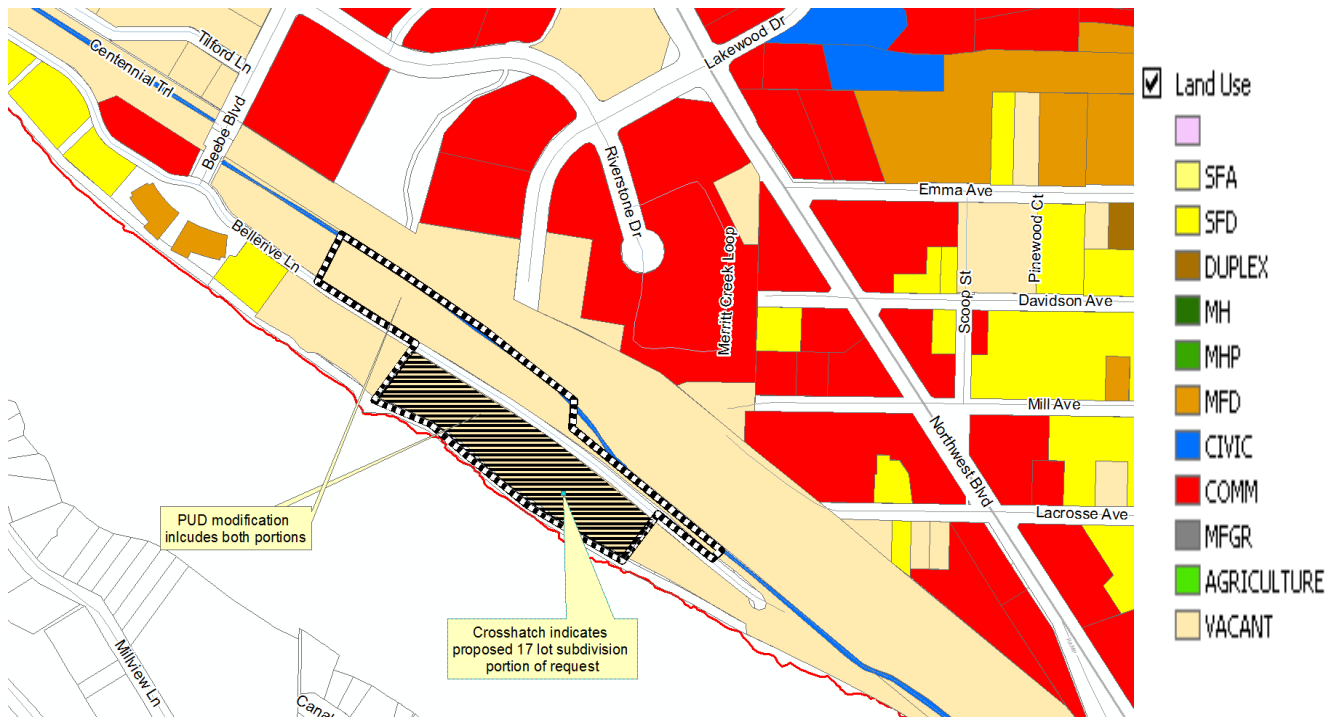 Tilford Ln
Centennial Trl
Beebe Blvd
Lakewood Dr
Riverstone Dr
Emma Ave
Pinewood Ct
Bellerive Ln
Merritt Creek Loop
Scoop St
Davidson Ave
Mill Ave
Northwest Blvd
Lacrosse Ave
PUD modification
inlcudes both portions
Crosshatch indicates
proposed 17 lot subdivision
portion of request
Millview Ln
Canal
Land Use
SFA
SFD
DUPLEX
MH
MHP
MFD
CIVIC
COMM
MFGR
AGRICULTURE
VACANT